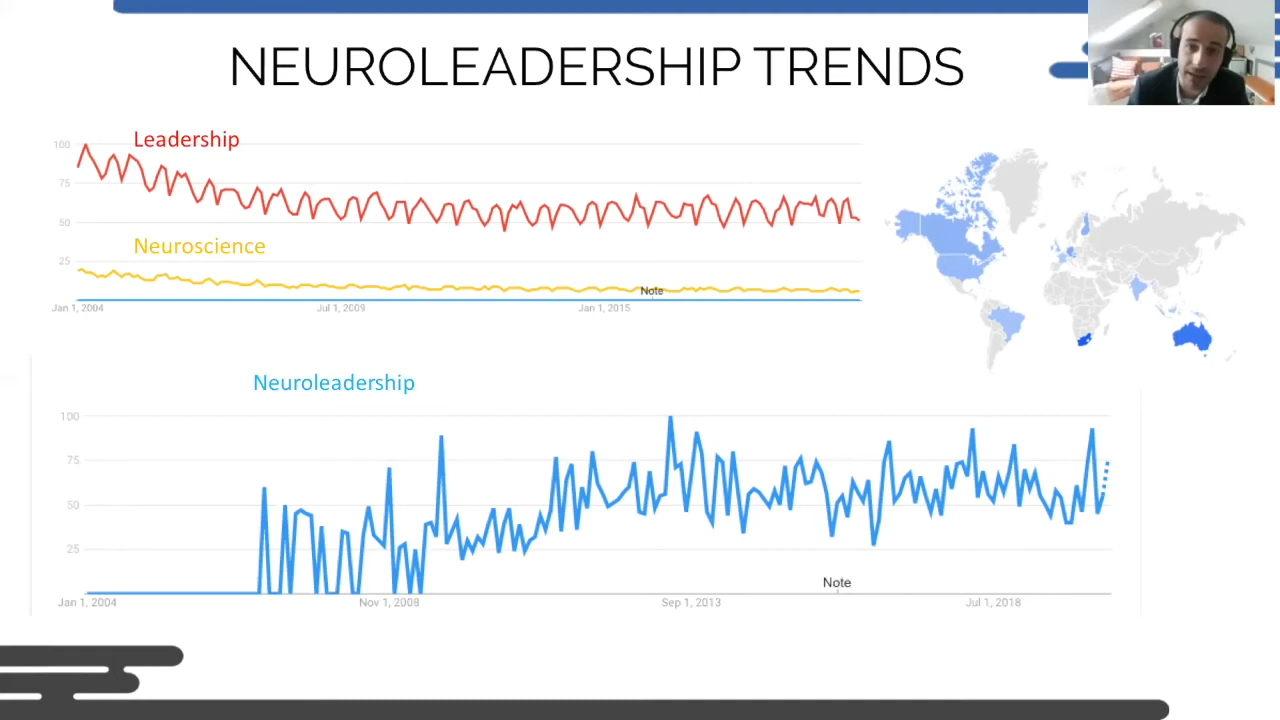 NEUROLEADERSHIP TRENDS
Leadership
100
75
50
Neuroscience
25
Note
Jan 1, 2004 Jul 1, 2009 Jan 1, 2015
Neuroleadership
100
75
50
25
Note
Jan 1, 2004 Nov 1, 2008 Sep 1, 2013 Jul 1, 2018